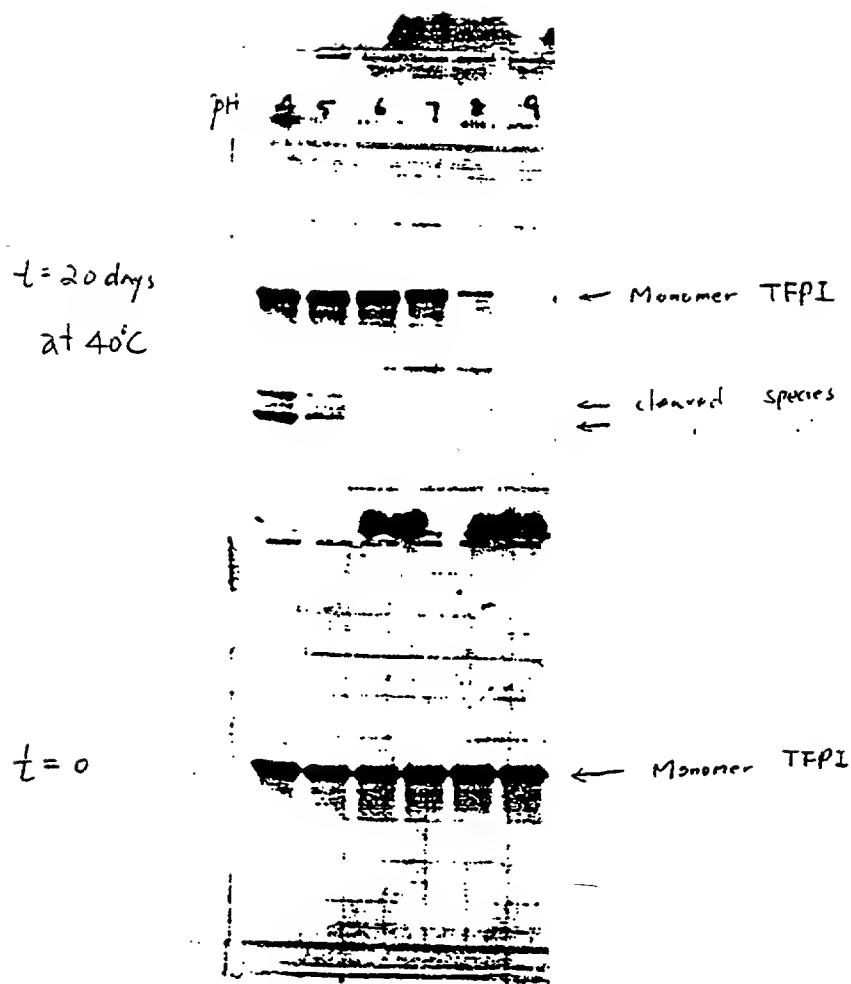 pH 4 5 6 7 8 9
t = 20 days
at 40°C
← Monomer TFPI
← cleaved species
←
t = 0
← Monomer TFPI